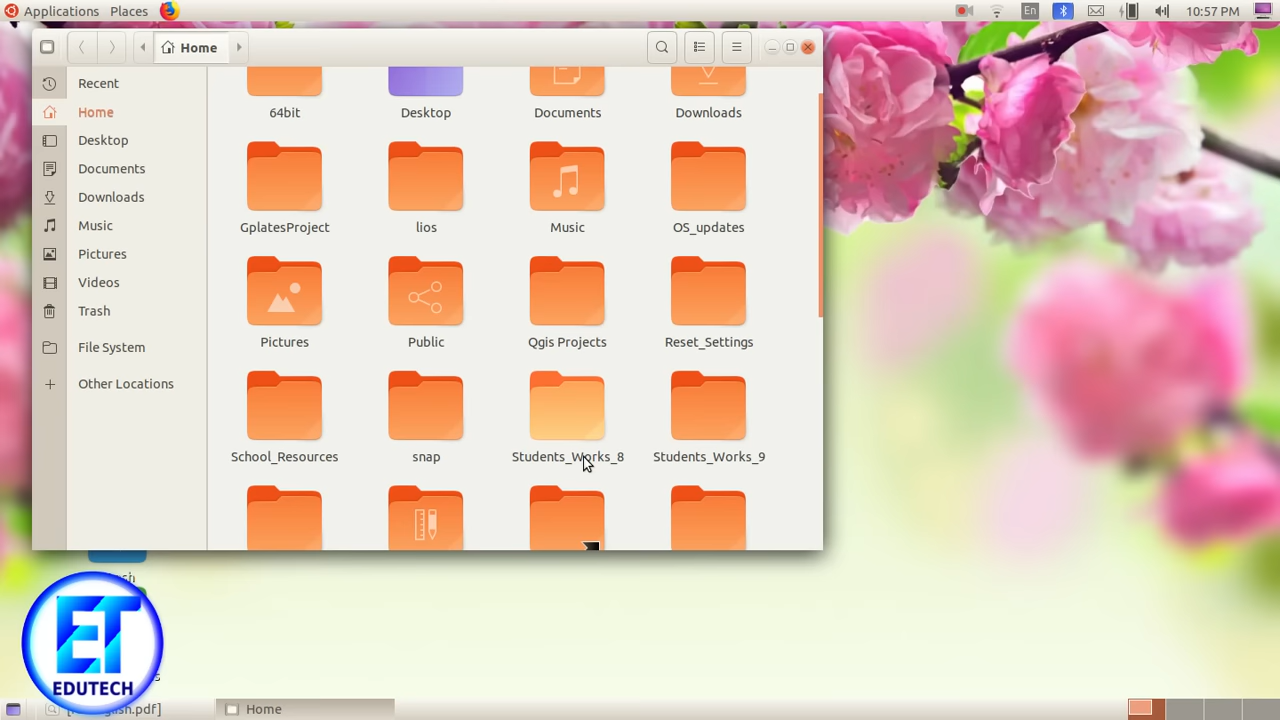 Applications Places
En
10:57 PM
Home
Recent
Home
Desktop
Documents
Downloads
Music
Pictures
Videos
Trash
File System
Other Locations
64bit Desktop Documents Downloads
GplatesProject lios Music OS_updates
Pictures Public Qgis Projects Reset_Settings
School_Resources snap Students_Works_8 Students_Works_9
ET
EDUTECH
Home